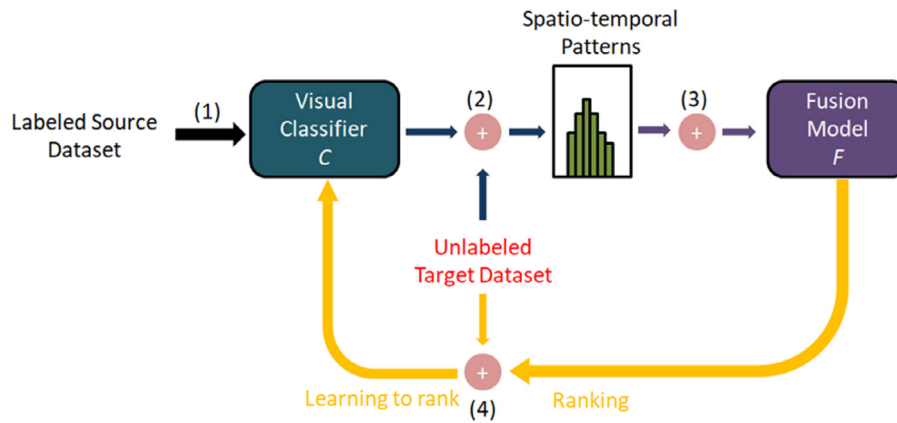 Spatio-temporal
Patterns
(1)
Labeled Source
Dataset
Visual
Classifier
C
(2)
+
(3)
+
Fusion
Model
F
Unlabeled
Target Dataset
+
Learning to rank
(4)
Ranking